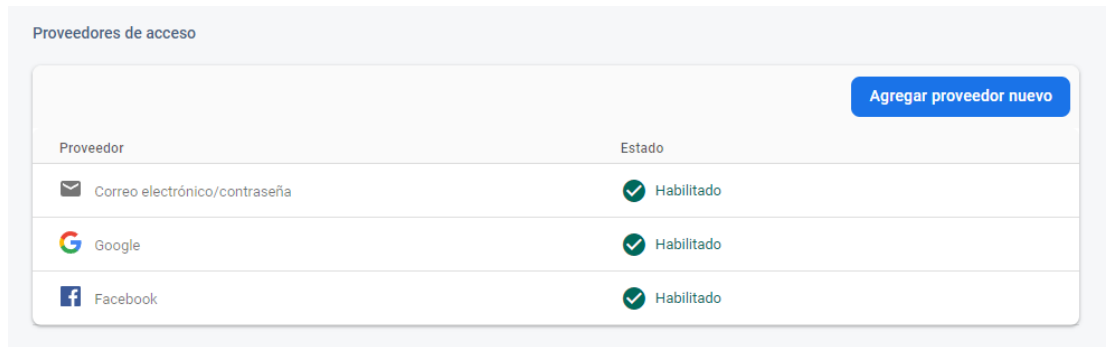 Proveedores de acceso
Agregar proveedor nuevo
Proveedor Estado
Correo electrónico/contraseña Habilitado
Google Habilitado
Facebook Habilitado